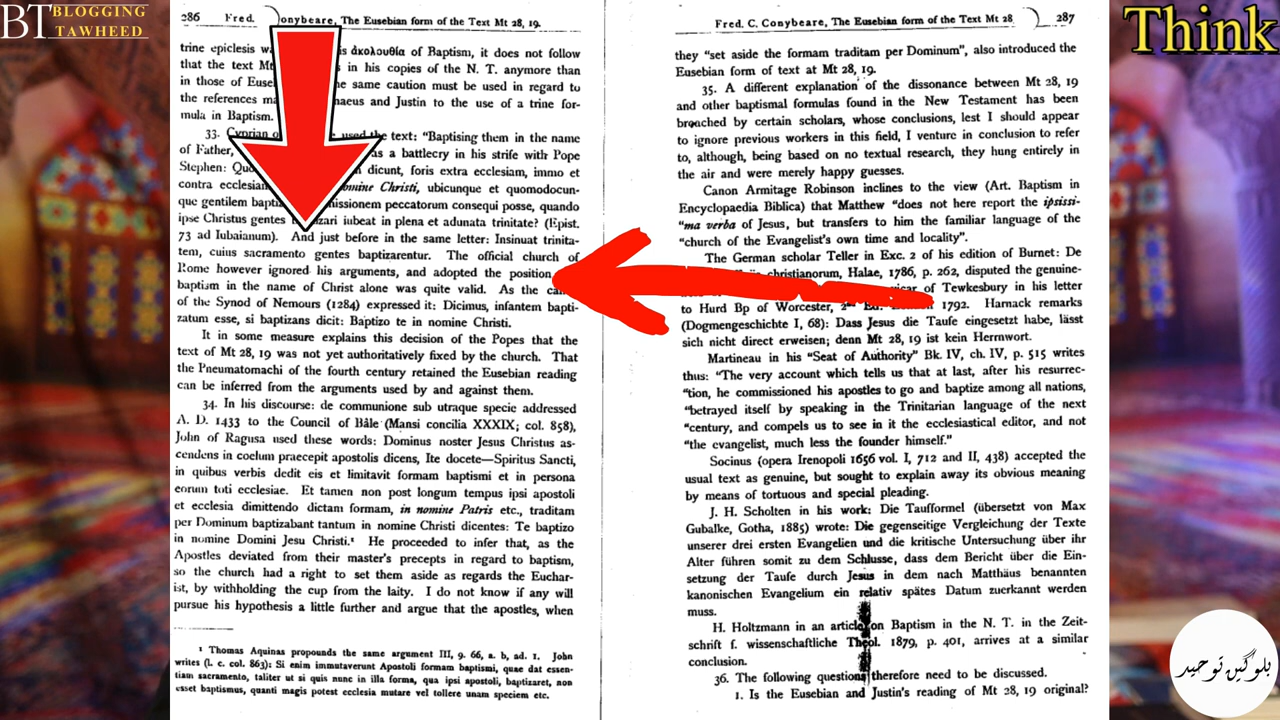 BT BLOGGING
TAWHEED
Think
286 Fred. onybeare, The Eusebian form of the Text Mt 28, 19.
trine epiclesis is ἀκολουθία of Baptism, it does not follow
that the text Mt in his copies of the N. T. anymore than
in those of Euse same caution must be used in regard to
the references ma naeus and Justin to the use of a trine for-
mula in Baptism.
33. Cyprian used the text: “Baptising them in the name
of Father, as a battlecry in his strife with Pope
Stephen: Quo dicunt, foris extra ecclesiam, immo et
contra ecclesiam omine Christi, ubicunque et quomodocun-
que gentilem bapti missionem peccatorum consequi posse, quando
ipse Christus gentes zari iubeat in plena et adunata trinitate? (Epist.
73 ad Iubaianum). And just before in the same letter: Insinuat trinita-
tem, cuius sacramento gentes baptizarentur. The official church of
Rome however ignored his arguments, and adopted the position
baptism in the name of Christ alone was quite valid. As the
of the Synod of Nemours (1284) expressed it: Dicimus, infantem bapti-
zatum esse, si baptizans dicit: Baptizo te in nomine Christi.
It in some measure explains this decision of the Popes that the
text of Mt 28, 19 was not yet authoritatively fixed by the church. That
the Pneumatomachi of the fourth century retained the Eusebian reading
can be inferred from the arguments used by and against them.
34. In his discourse: de communione sub utraque specie addressed
A. D. 1433 to the Council of Bâle (Mansi concilia XXXIX; col. 858),
John of Ragusa used these words: Dominus noster Jesus Christus as-
cendens in coelum praecepit apostolis dicens, Ite docete—Spiritus Sancti,
in quibus verbis dedit eis et limitavit formam baptismi et in persona
eorum toti ecclesiae. Et tamen non post longum tempus ipsi apostoli
et ecclesia dimittendo dictam formam, in nomine Patris etc., traditam
per Dominum baptizabant tantum in nomine Christi dicentes: Te baptizo
in nomine Domini Jesu Christi.¹ He proceeded to infer that, as the
Apostles deviated from their master’s precepts in regard to baptism,
so the church had a right to set them aside as regards the Euchar-
ist, by withholding the cup from the laity. I do not know if any will
pursue his hypothesis a little further and argue that the apostles, when
¹ Thomas Aquinas propounds the same argument III, 9. 66, a. b, ad. 1. John
writes (l. c. col. 863): Si enim immutaverunt Apostoli formam baptismi, quae dat essen-
tiam sacramento, taliter ut si quis nunc in illa forma, qua ipsi apostoli, baptizaret, non
esset baptismus, quanti magis potest ecclesia mutare vel tollere unam speciem etc.
Fred. C. Conybeare, The Eusebian form of the Text Mt 28 287
they “set aside the formam traditam per Dominum”, also introduced the
Eusebian form of text at Mt 28, 19.
35. A different explanation of the dissonance between Mt 28, 19
and other baptismal formulas found in the New Testament has been
broached by certain scholars, whose conclusions, lest I should appear
to ignore previous workers in this field, I venture in conclusion to refer
to, although, being based on no textual research, they hung entirely in
the air and were merely happy guesses.
Canon Armitage Robinson inclines to the view (Art. Baptism in
Encyclopaedia Biblica) that Matthew “does not here report the ipsissi-
“ma verba of Jesus, but transfers to him the familiar language of the
“church of the Evangelist’s own time and locality”.
The German scholar Teller in Exc. 2 of his edition of Burnet: De
christianorum, Halae, 1786, p. 262, disputed the genuine-
of Tewkesbury in his letter
to Hurd Bp of Worcester, 2nd 1792. Harnack remarks
(Dogmengeschichte I, 68): Dass Jesus die Taufe eingesetzt habe, lässt
sich nicht direct erweisen; denn Mt 28, 19 ist kein Herrnwort.
Martineau in his “Seat of Authority” Bk. IV, ch. IV, p. 515 writes
thus: “The very account which tells us that at last, after his resurrec-
“tion, he commissioned his apostles to go and baptize among all nations,
“betrayed itself by speaking in the Trinitarian language of the next
“century, and compels us to see in it the ecclesiastical editor, and not
“the evangelist, much less the founder himself.”
Socinus (opera Irenopoli 1656 vol. I, 712 and II, 438) accepted the
usual text as genuine, but sought to explain away its obvious meaning
by means of tortuous and special pleading.
J. H. Scholten in his work: Die Taufformel (übersetzt von Max
Gubalke, Gotha, 1885) wrote: Die gegenseitige Vergleichung der Texte
unserer drei ersten Evangelien und die kritische Untersuchung über ihr
Alter führen somit zu dem Schlusse, dass dem Bericht über die Ein-
setzung der Taufe durch Jesus in dem nach Matthäus benannten
kanonischen Evangelium ein relativ spätes Datum zuerkannt werden
muss.
H. Holtzmann in an article on Baptism in the N. T. in the Zeit-
schrift f. wissenschaftliche Theol. 1879, p. 401, arrives at a similar
conclusion.
36. The following questions therefore need to be discussed.
1. Is the Eusebian and Justin’s reading of Mt 28, 19 original?
بلوگنگ توحید